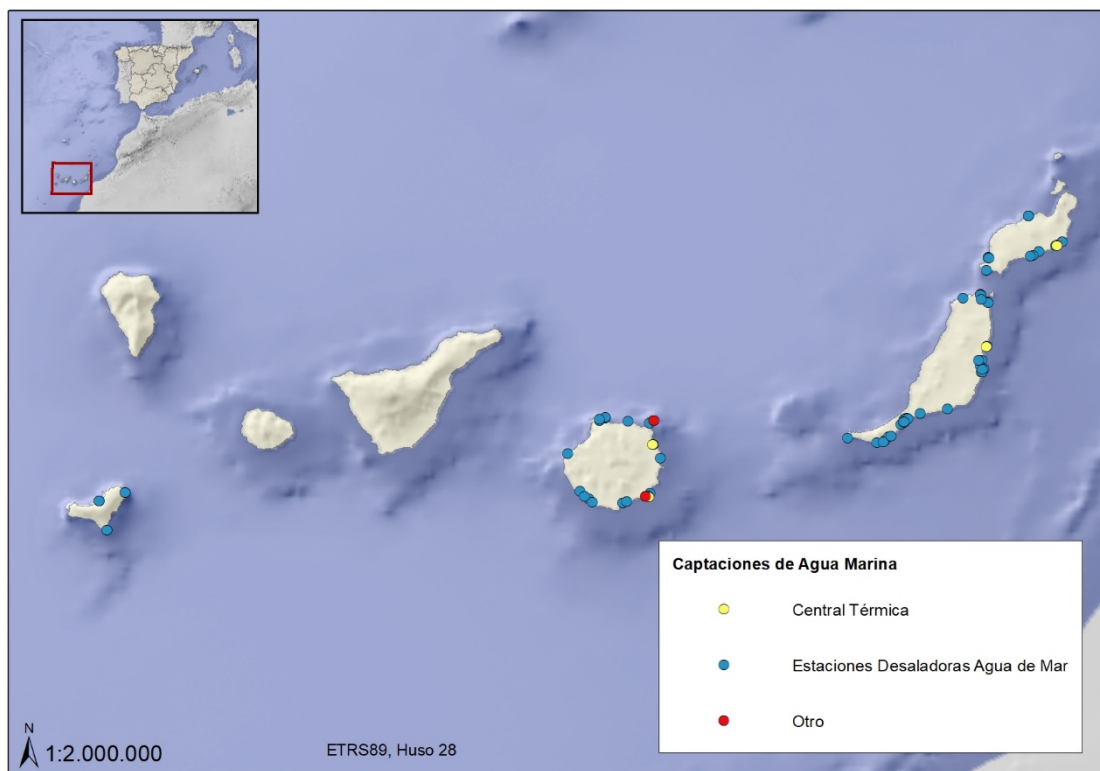 Captaciones de Agua Marina
Central Térmica
Estaciones Desaladoras Agua de Mar
Otro
N
1:2.000.000
ETRS89, Huso 28